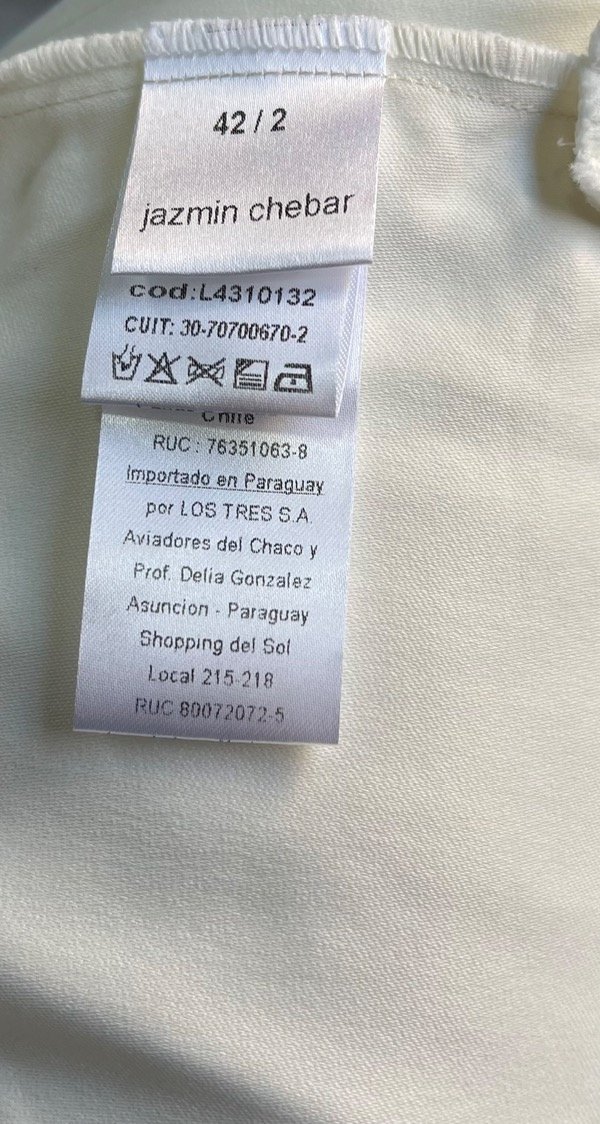 42 / 2
jazmin chebar
cod:L4310132
CUIT: 30-70700670-2
Chile
RUC : 76351063-8
Importado en Paraguay
por LOS TRES S.A.
Aviadores del Chaco y
Prof. Delia Gonzalez
Asuncion - Paraguay
Shopping del Sol
Local 215-218
RUC 80072072-5